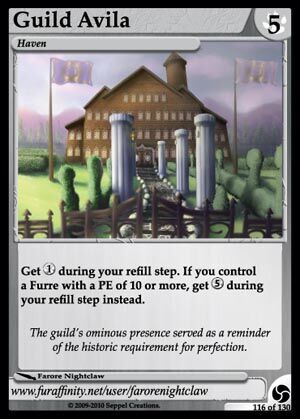 Guild Avila
5
Haven
Get 1 during your refill step. If you control
a Furre with a PE of 10 or more, get 5 during
your refill step instead.
The guild's ominous presence served as a reminder
of the historic requirement for perfection.
Farore Nightclaw
www.furaffinity.net/user/farorenightclaw
© 2009-2010 Seppel Creations.
116 of 130